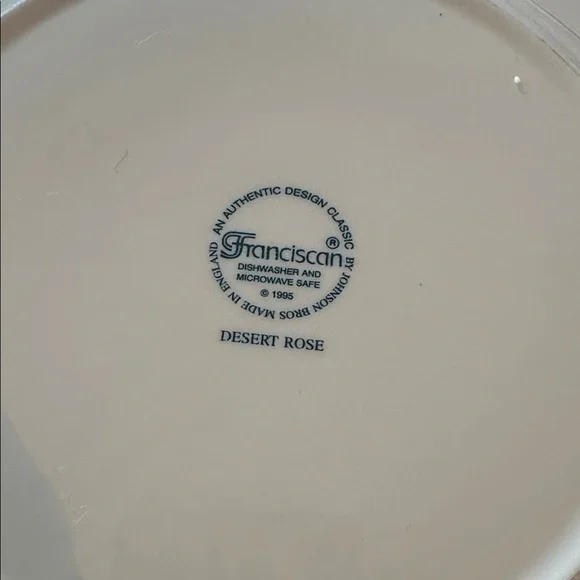 AN AUTHENTIC DESIGN CLASSIC BY JOHNSON BROS MADE IN ENGLAND
Franciscan®
DISHWASHER AND
MICROWAVE SAFE
© 1995
DESERT ROSE